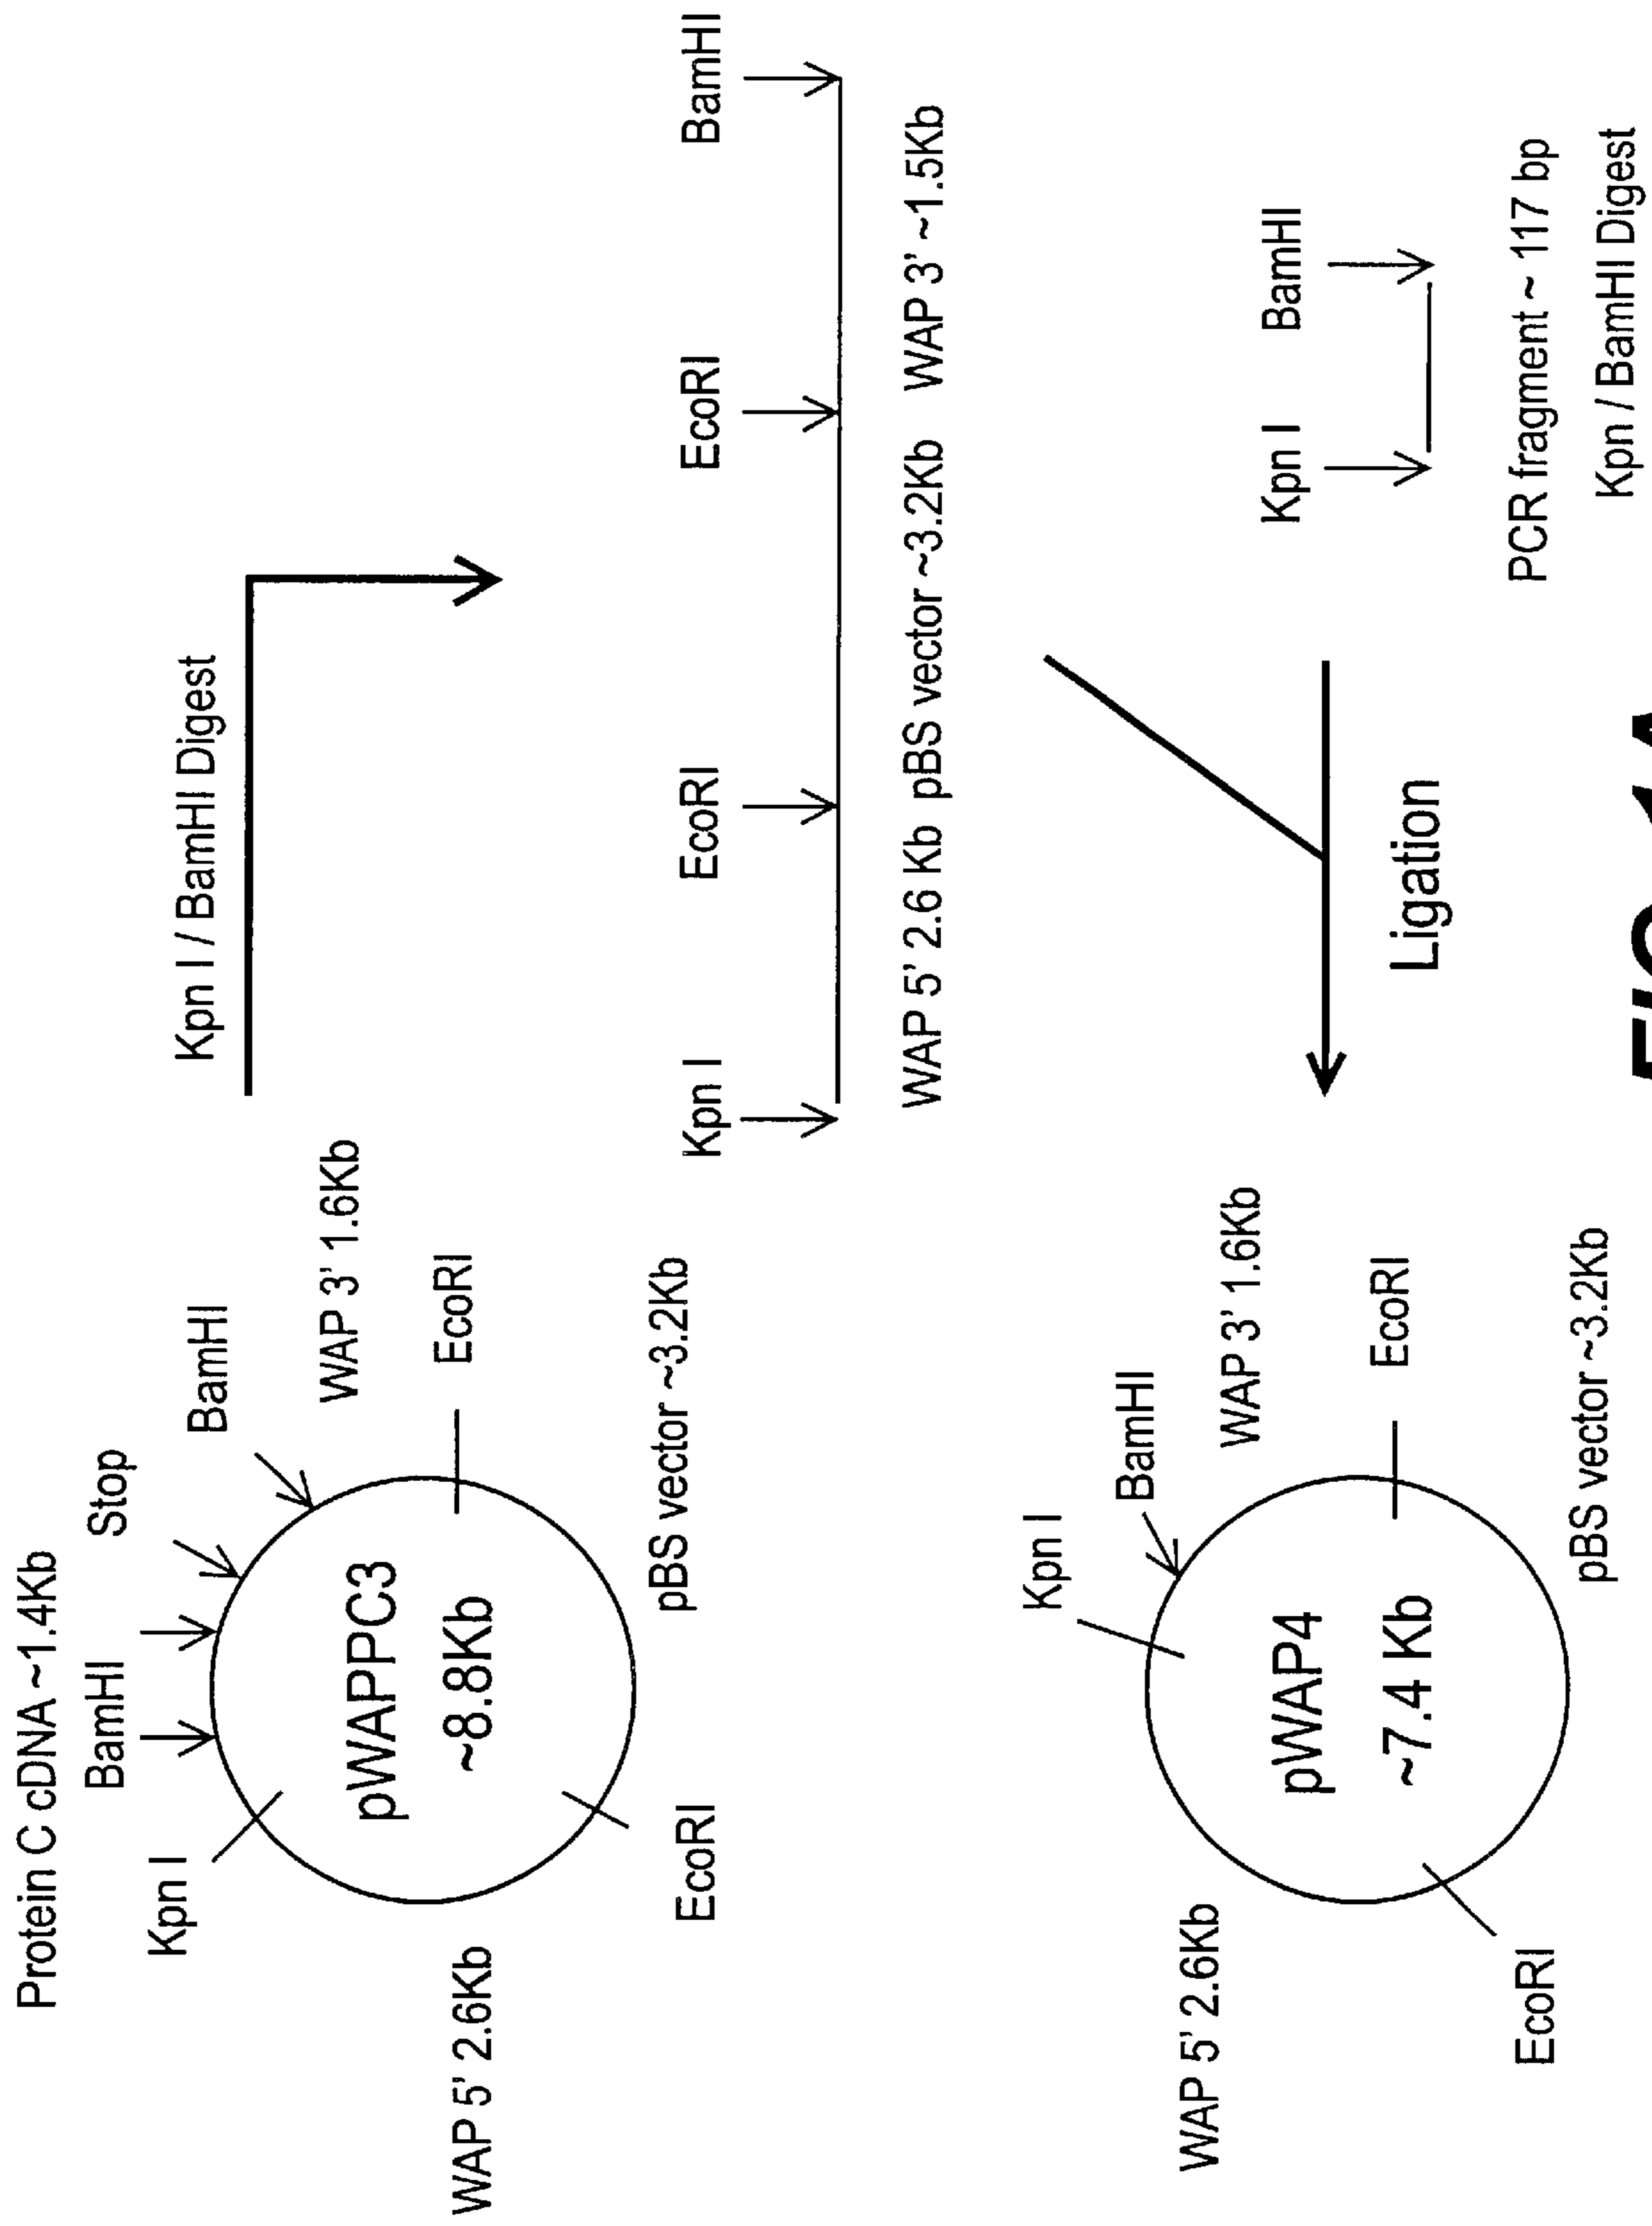 Protein C cDNA ~1.4Kb
BamHI
Stop
Kpn I
BamHI
pWAPPC3
~8.8Kb
WAP 3' 1.6Kb
WAP 5' 2.6Kb
EcoRI
EcoRI
pBS vector ~3.2Kb
Kpn I / BamHI Digest
Kpn I
EcoRI
EcoRI
BamHI
WAP 5' 2.6 Kb pBS vector ~3.2Kb WAP 3' ~1.5Kb
Kpn I
BamHI
pWAP4
~7.4 Kb
WAP 3' 1.6Kb
WAP 5' 2.6Kb
EcoRI
EcoRI
pBS vector ~3.2Kb
Ligation
Kpn I
BamHI
PCR fragment ~ 117 bp
Kpn / BamHI Digest